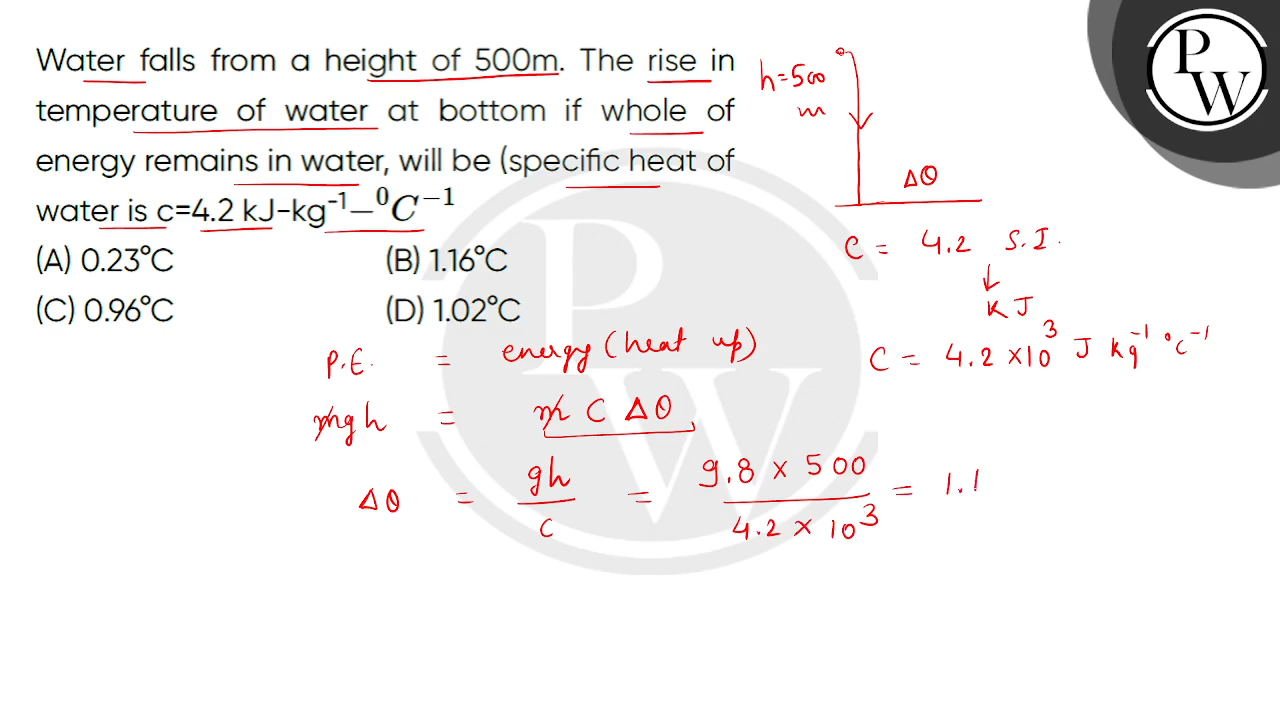 Water falls from a height of 500m. The rise in
temperature of water at bottom if whole of
energy remains in water, will be (specific heat of
water is c=4.2 kJ-kg⁻¹–⁰C⁻¹
(A) 0.23°C (B) 1.16°C
(C) 0.96°C (D) 1.02°C
h=500
m
Δθ
C = 4.2 S.I.
↓
KJ
C = 4.2 ×10³ J Kg⁻¹ °C⁻¹
P.E. = energy (heat up)
mgh = m C Δθ
Δθ = gh/c = 9.8 × 500/4.2 × 10³ = 1.1
PW
PW